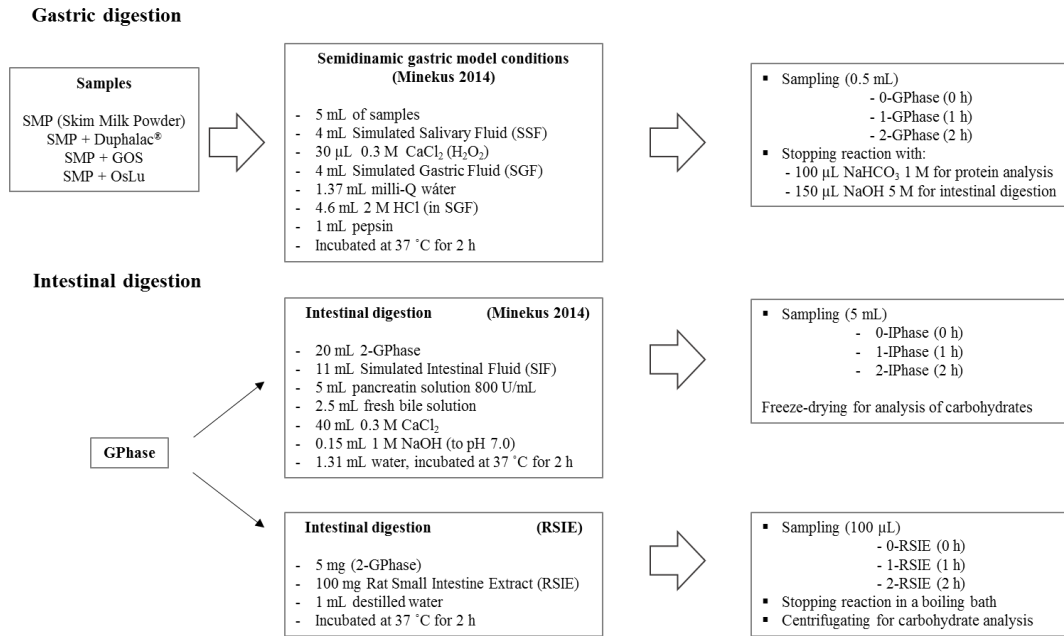 Gastric digestion
Samples
SMP (Skim Milk Powder)
SMP + Duphalac®
SMP + GOS
SMP + OsLu
Semidinamic gastric model conditions
(Minekus 2014)
- 5 mL of samples
- 4 mL Simulated Salivary Fluid (SSF)
- 30 µL 0.3 M CaCl₂ (H₂O₂)
- 4 mL Simulated Gastric Fluid (SGF)
- 1.37 mL milli-Q wáter
- 4.6 mL 2 M HCl (in SGF)
- 1 mL pepsin
- Incubated at 37 ˚C for 2 h
▪ Sampling (0.5 mL)
- 0-GPhase (0 h)
- 1-GPhase (1 h)
- 2-GPhase (2 h)
▪ Stopping reaction with:
- 100 µL NaHCO₃ 1 M for protein analysis
- 150 µL NaOH 5 M for intestinal digestion
Intestinal digestion
GPhase
Intestinal digestion (Minekus 2014)
- 20 mL 2-GPhase
- 11 mL Simulated Intestinal Fluid (SIF)
- 5 mL pancreatin solution 800 U/mL
- 2.5 mL fresh bile solution
- 40 mL 0.3 M CaCl₂
- 0.15 mL 1 M NaOH (to pH 7.0)
- 1.31 mL water, incubated at 37 ˚C for 2 h
▪ Sampling (5 mL)
- 0-IPhase (0 h)
- 1-IPhase (1 h)
- 2-IPhase (2 h)
Freeze-drying for analysis of carbohydrates
Intestinal digestion (RSIE)
- 5 mg (2-GPhase)
- 100 mg Rat Small Intestine Extract (RSIE)
- 1 mL destilled water
- Incubated at 37 ˚C for 2 h
▪ Sampling (100 µL)
- 0-RSIE (0 h)
- 1-RSIE (1 h)
- 2-RSIE (2 h)
▪ Stopping reaction in a boiling bath
▪ Centrifugating for carbohydrate analysis